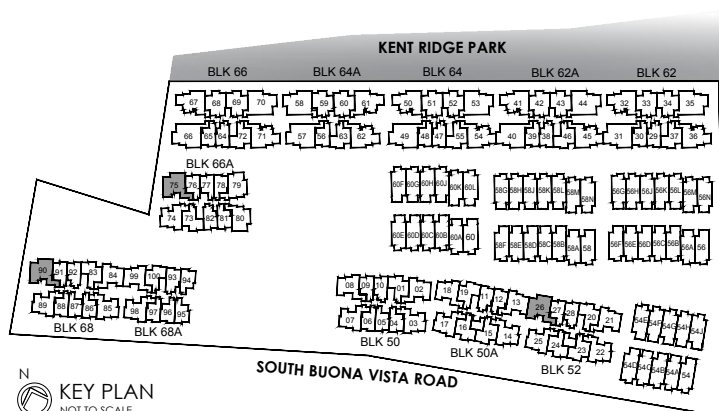 KENT RIDGE PARK
BLK 66 BLK 64A BLK 64 BLK 62A BLK 62
67 68 69 70 58 59 60 61 50 51 52 53 41 42 43 44 32 33 34 35
66 65 64 72 71 57 56 63 62 49 48 47 55 54 40 39 38 46 45 31 30 29 37 36
BLK 66A
75 76 77 78 79 60F 60G 60H 60J 60K 60L 58G 58H 58J 58K 58L 58M 58N 56G 56H 56J 56K 56L 56M 56N
74 73 82 81 80 60E 60D 60C 60B 60A 60 58F 58E 58D 58C 58B 58A 58 56F 56E 56D 56C 56B 56A 56
90 91 92 83 84 99 100 93 94 08 09 10 01 02 18 19 11 12 13 26 27 28 20 21 54E 54F 54G 54H 54J
89 88 87 86 85 98 97 96 95 07 06 05 04 03 17 16 15 14 25 24 23 22 54D 54C 54B 54A 54
BLK 68 BLK 68A BLK 50 BLK 50A BLK 52
SOUTH BUONA VISTA ROAD
N
KEY PLAN
NOT TO SCALE